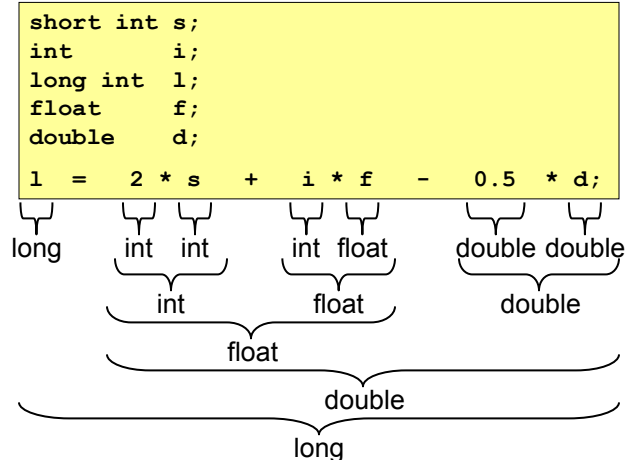 short int s;
int i;
long int l;
float f;
double d;
l = 2 * s + i * f - 0.5 * d;
long int int int float double double
int float double
float
double
long